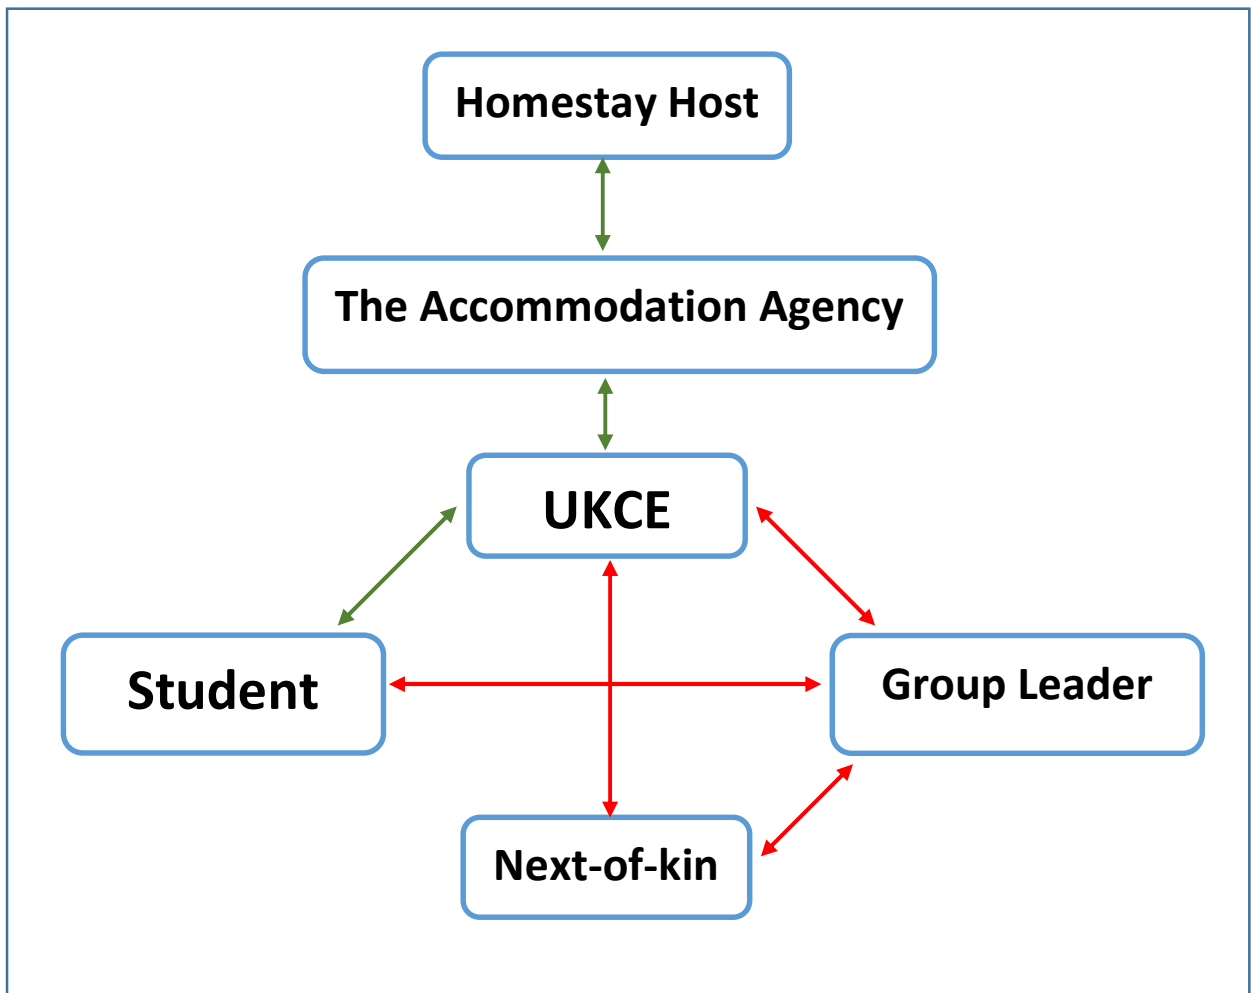 Homestay Host
The Accommodation Agency
UKCE
Student
Group Leader
Next-of-kin